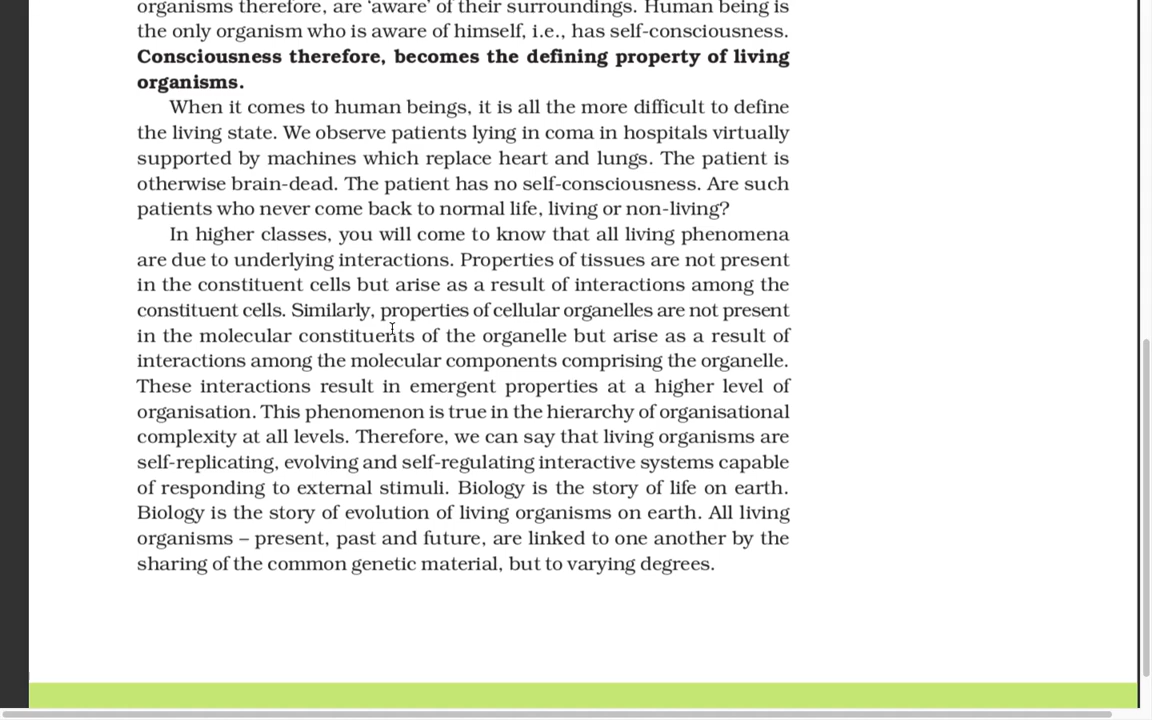 organisms therefore, are ‘aware’ of their surroundings. Human being is
the only organism who is aware of himself, i.e., has self-consciousness.
Consciousness therefore, becomes the defining property of living
organisms.
When it comes to human beings, it is all the more difficult to define
the living state. We observe patients lying in coma in hospitals virtually
supported by machines which replace heart and lungs. The patient is
otherwise brain-dead. The patient has no self-consciousness. Are such
patients who never come back to normal life, living or non-living?
In higher classes, you will come to know that all living phenomena
are due to underlying interactions. Properties of tissues are not present
in the constituent cells but arise as a result of interactions among the
constituent cells. Similarly, properties of cellular organelles are not present
in the molecular constituents of the organelle but arise as a result of
interactions among the molecular components comprising the organelle.
These interactions result in emergent properties at a higher level of
organisation. This phenomenon is true in the hierarchy of organisational
complexity at all levels. Therefore, we can say that living organisms are
self-replicating, evolving and self-regulating interactive systems capable
of responding to external stimuli. Biology is the story of life on earth.
Biology is the story of evolution of living organisms on earth. All living
organisms – present, past and future, are linked to one another by the
sharing of the common genetic material, but to varying degrees.